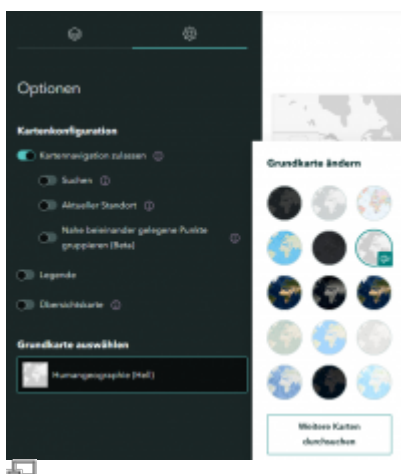 Optionen
Kartenkonfiguration
Kartennavigation zulassen
Suchen
Aktueller Standort
Nahe beieinander gelegene Punkte
gruppieren (Beta)
Legende
Übersichtskarte
Grundkarte auswählen
Humangeographie (Hell)
Grundkarte ändern
Weitere Karten
durchsuchen